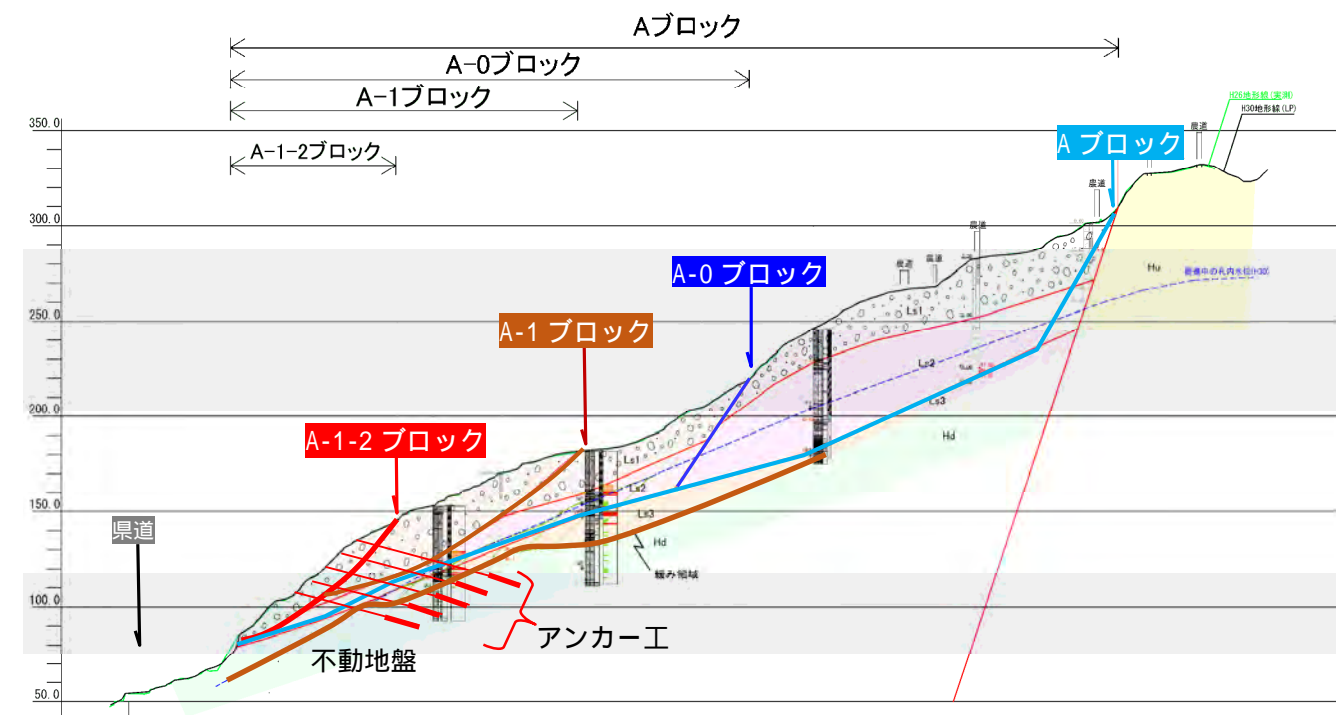 Aブロック
A-0ブロック
A-1ブロック
A-1-2ブロック
H26地形線(実測)
H30地形線(LP)
350.0
農道
A ブロック
農道
300.0
農道
A-0 ブロック
農道
農道
Hu
250.0
Ls1
A-1 ブロック
Ls2
200.0
Ls3
A-1-2 ブロック
Hd
Ls1
Ls2
150.0
Ls3
県道
Hd
緩み領域
100.0
アンカー工
不動地盤
50.0